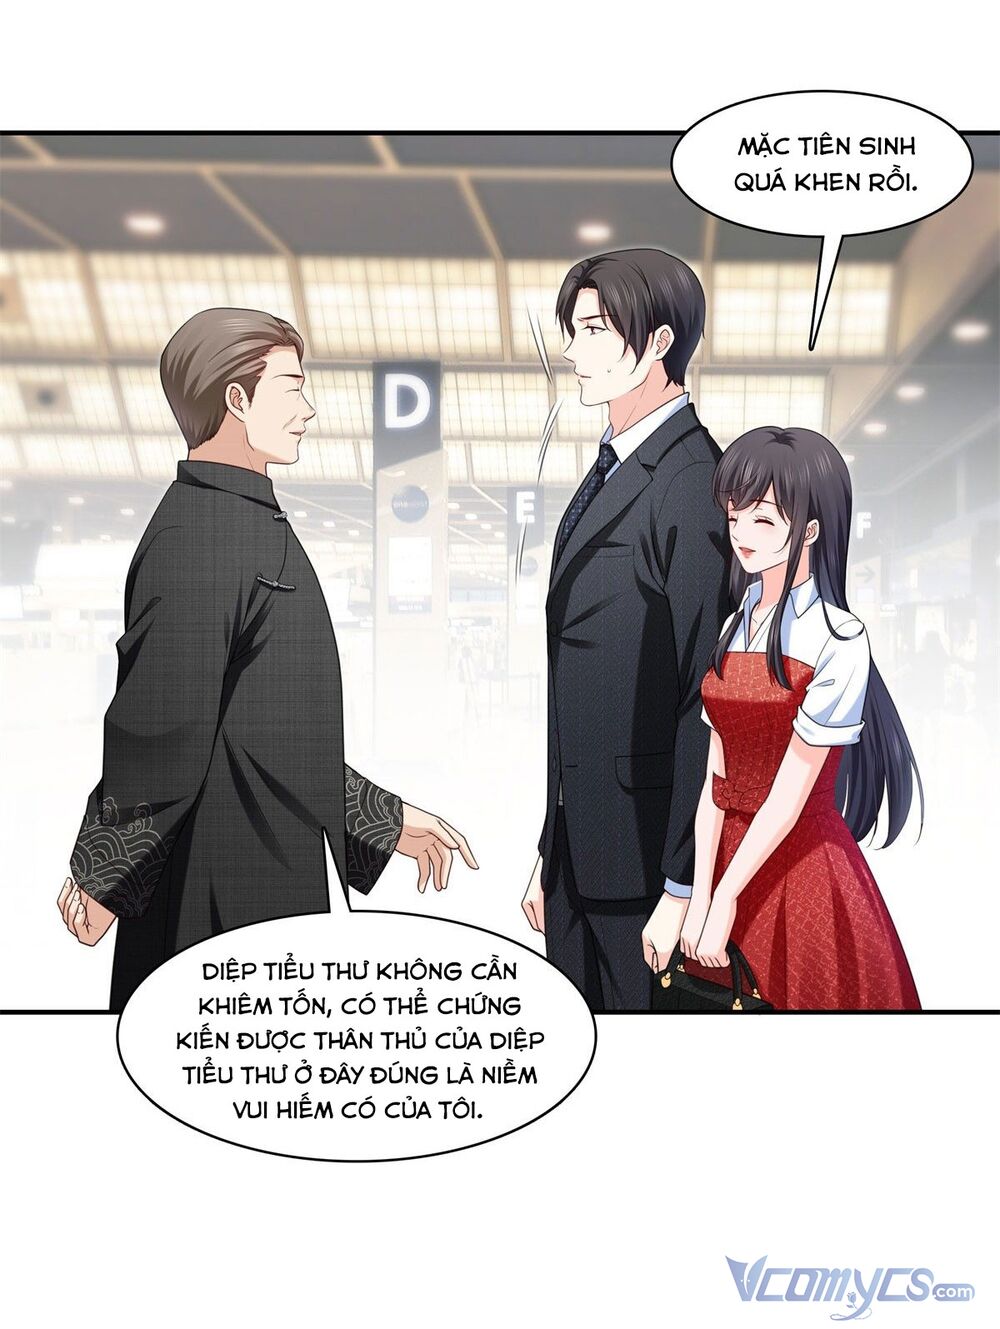 MẶC TIÊN SINH
QUÁ KHEN RỒI.
D
E
F
DIỆP TIỂU THƯ KHÔNG CẦN
KHIÊM TỐN, CÓ THỂ CHỨNG
KIẾN ĐƯỢC THÂN THỦ CỦA DIỆP
TIỂU THƯ Ở ĐÂY ĐÚNG LÀ NIỀM
VUI HIẾM CÓ CỦA TÔI.
VCOMYCS.com